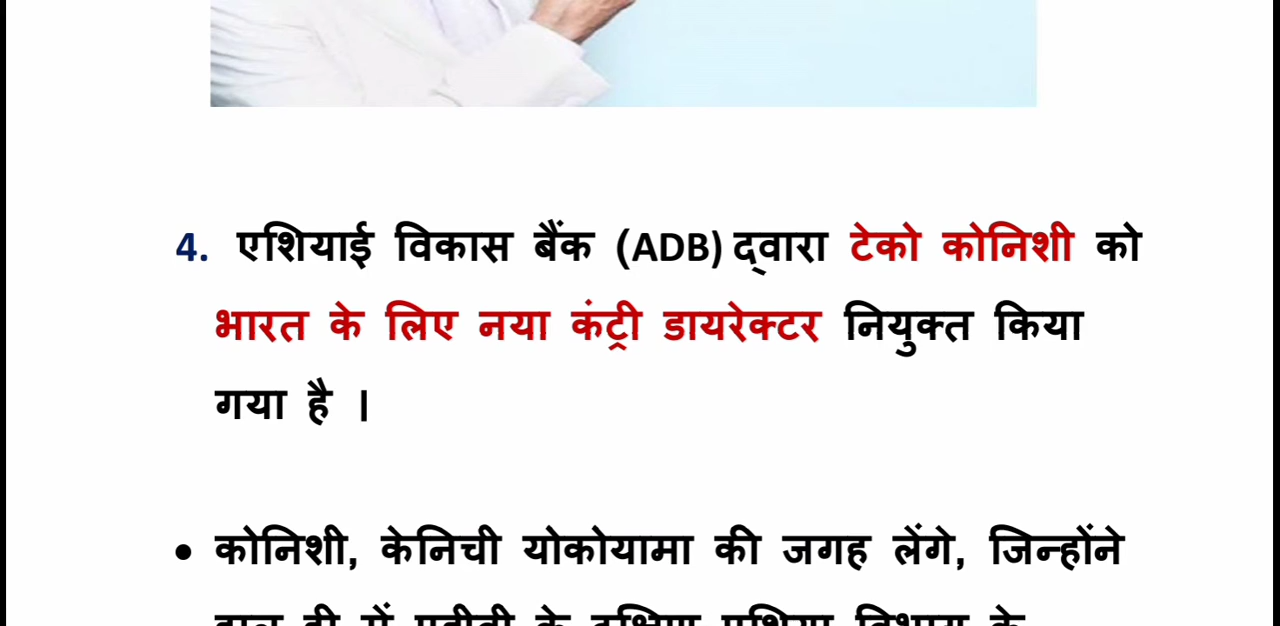 4. एशियाई विकास बैंक (ADB) द्वारा टेको कोनिशी को
भारत के लिए नया कंट्री डायरेक्टर नियुक्त किया
गया है ।
• कोनिशी, केनिची योकोयामा की जगह लेंगे, जिन्होंने